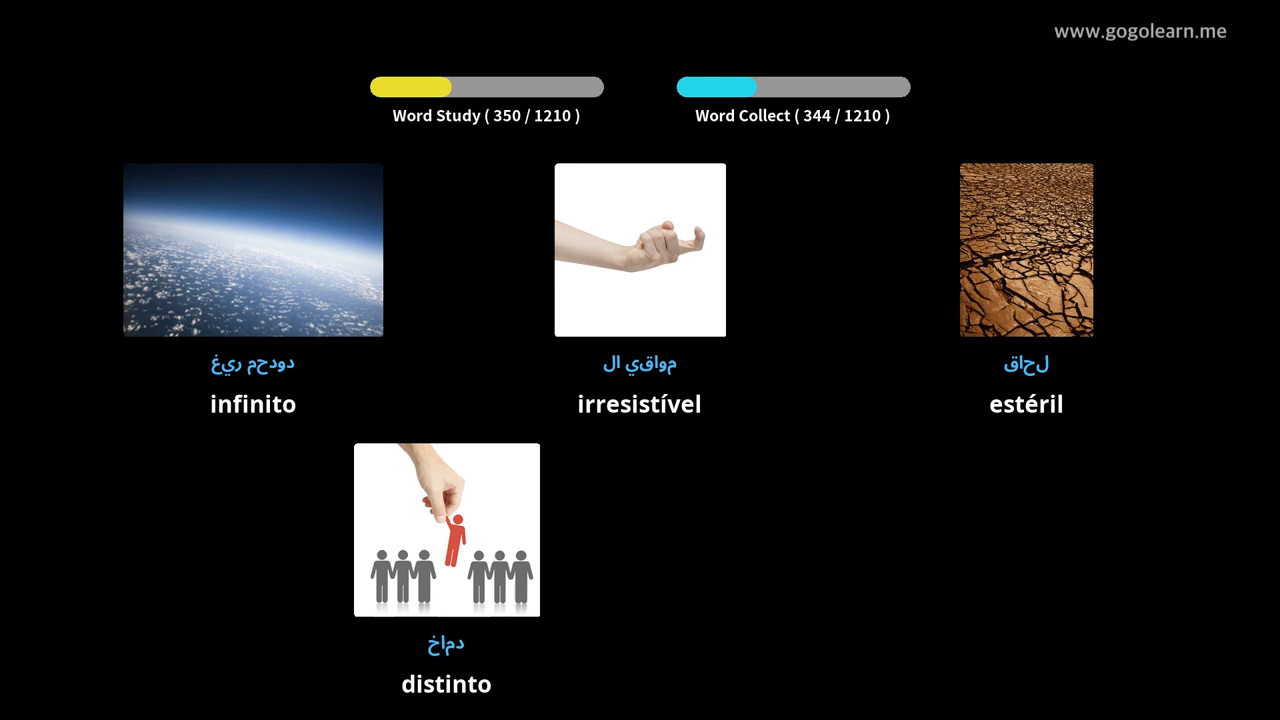 www.gogolearn.me
Word Study ( 350 / 1210 )
Word Collect ( 344 / 1210 )
دودحم ريغ
مواقي ال
لحاق
infinito
irresistível
estéril
دماخ
distinto